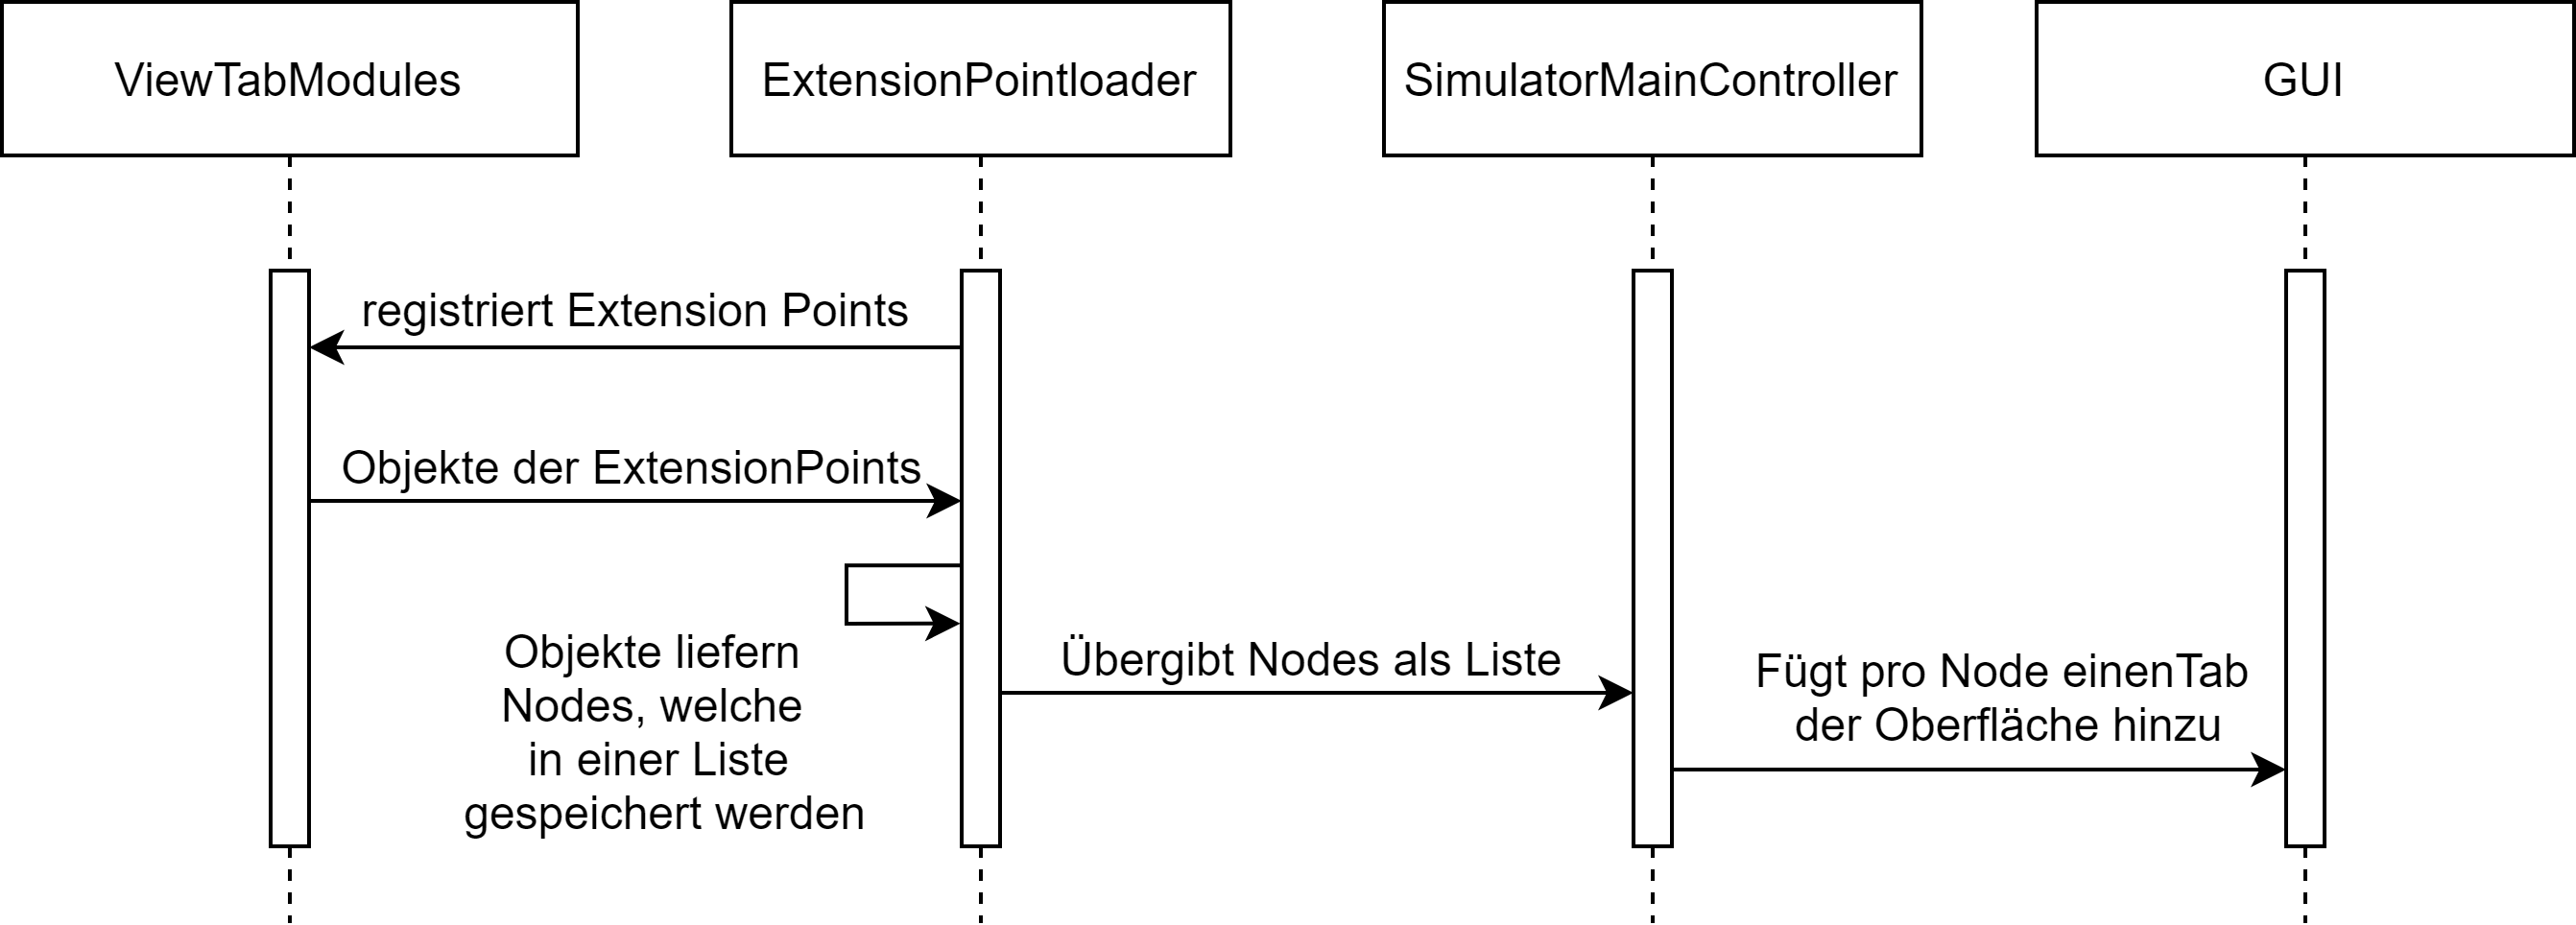 ViewTabModules
ExtensionPointloader
SimulatorMainController
GUI
registriert Extension Points
Objekte der ExtensionPoints
Objekte liefern
Nodes, welche
in einer Liste
gespeichert werden
Übergibt Nodes als Liste
Fügt pro Node einenTab
der Oberfläche hinzu